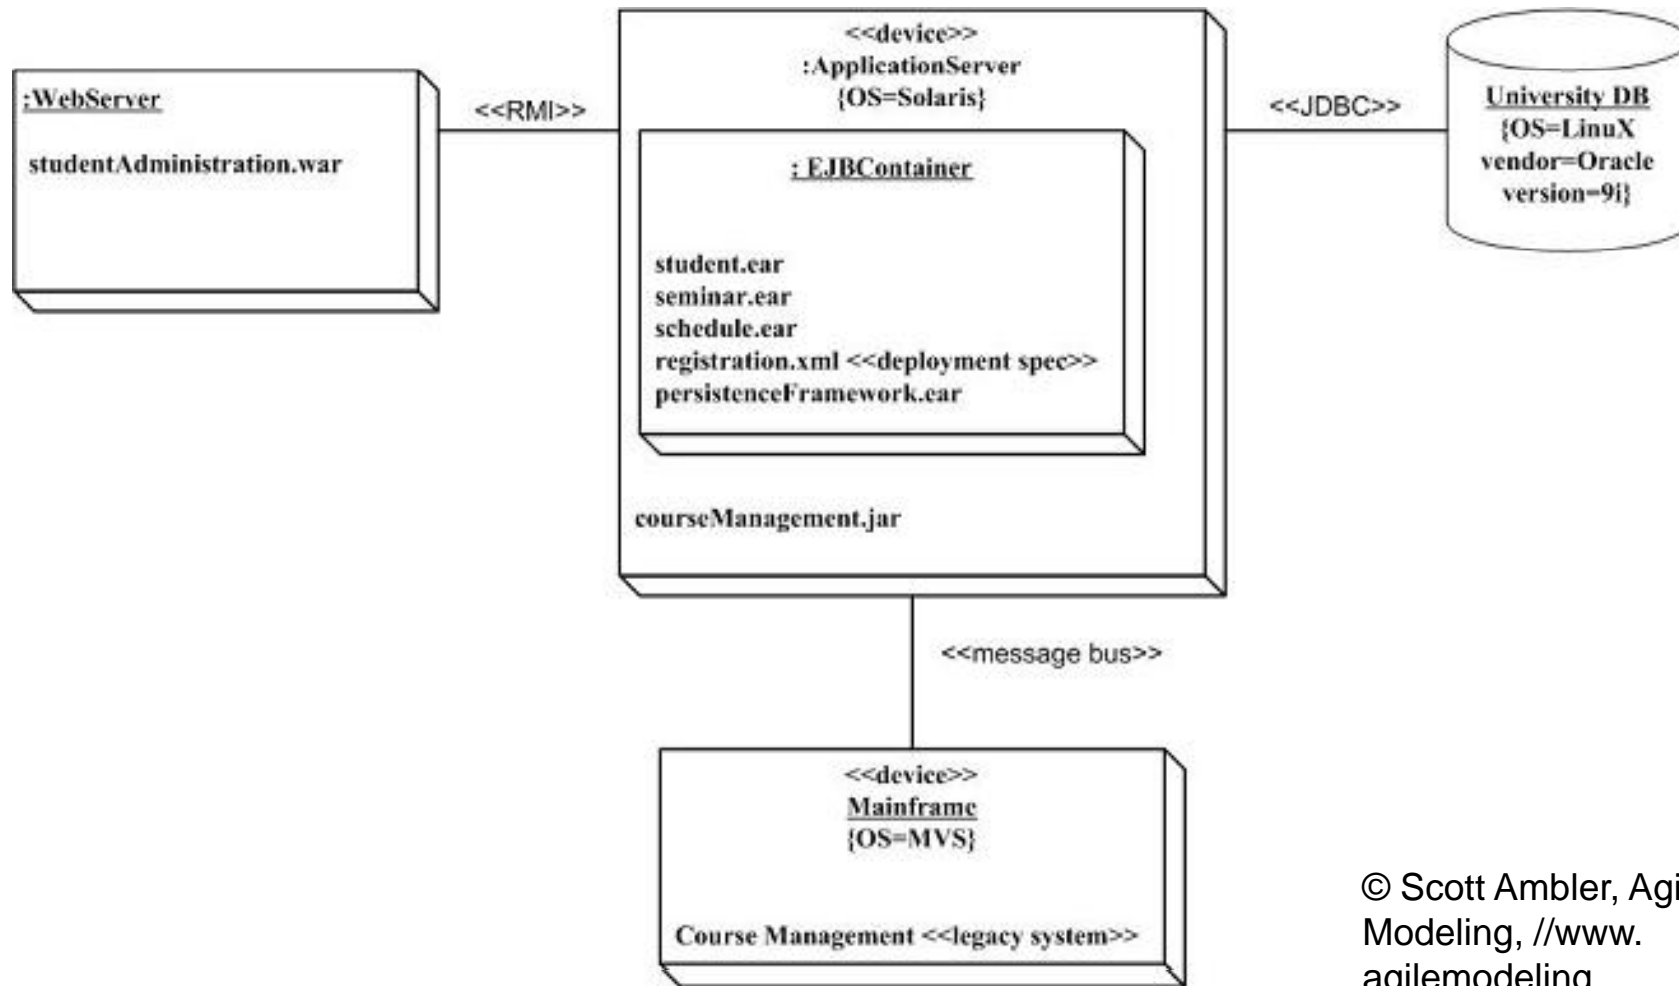 :WebServer
studentAdministration.war
<<RMI>>
<<device>>
:ApplicationServer
{OS=Solaris}
: EJBContainer
student.ear
seminar.ear
schedule.ear
registration.xml <<deployment spec>>
persistenceFramework.ear
courseManagement.jar
<<JDBC>>
University DB
{OS=LinuX
vendor=Oracle
version=9i}
<<message bus>>
<<device>>
Mainframe
{OS=MVS}
Course Management <<legacy system>>
© Scott Ambler,
Modeling, //www.
agilemodeling